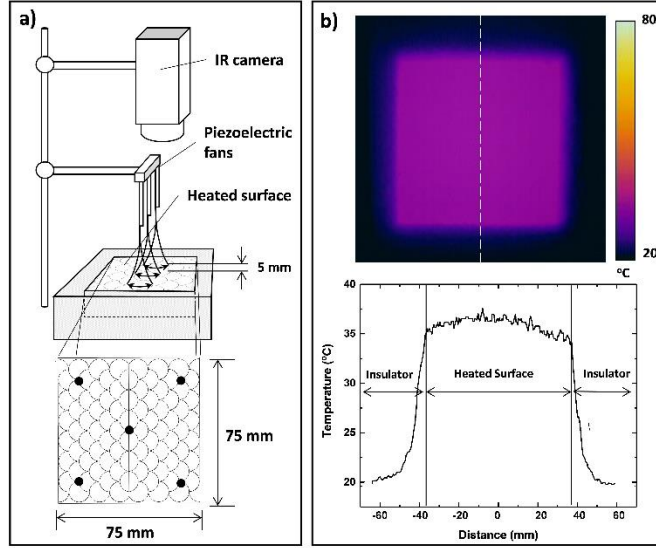 a)
IR camera
Piezoelectric
fans
Heated surface
5 mm
75 mm
75 mm
b)
80
20
°C
40
35
30
25
20
Temperature (°C)
Insulator
Heated Surface
Insulator
-60 -40 -20 0 20 40 60
Distance (mm)